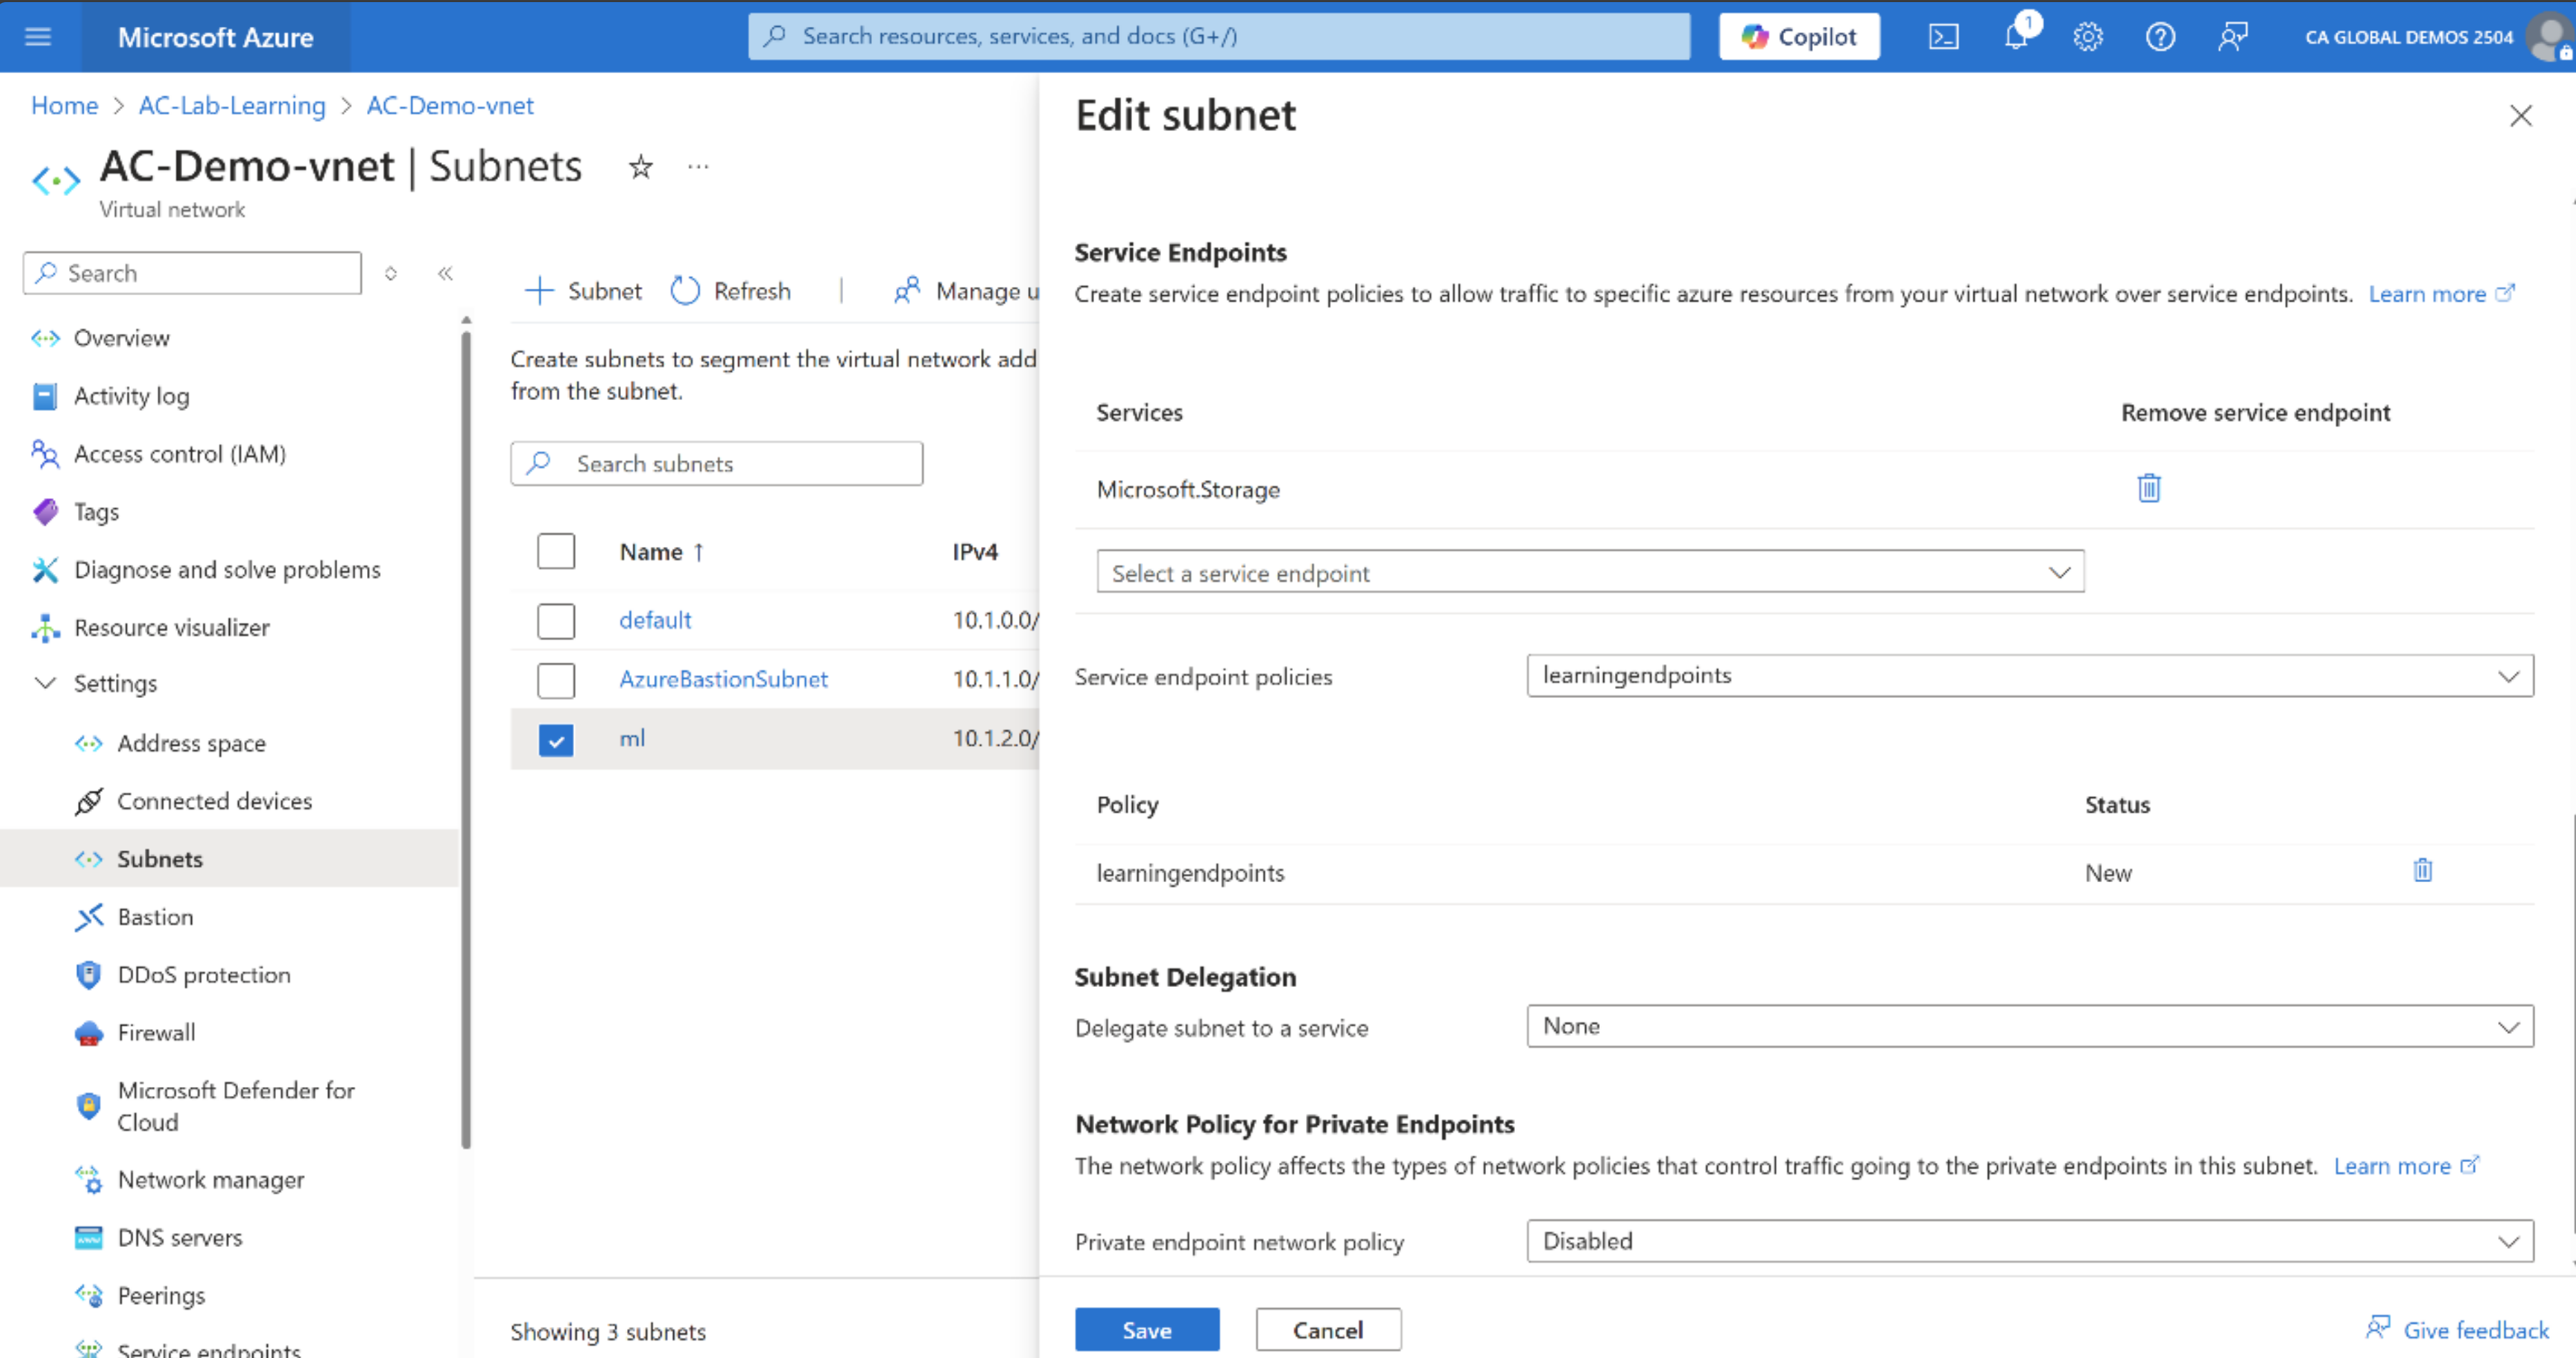 Microsoft Azure
Search resources, services, and docs (G+/)
Copilot
1
CA GLOBAL DEMOS 2504
Home > AC-Lab-Learning > AC-Demo-vnet
AC-Demo-vnet | Subnets
Virtual network
Search
Overview
Activity log
Access control (IAM)
Tags
Diagnose and solve problems
Resource visualizer
Settings
Address space
Connected devices
Subnets
Bastion
DDoS protection
Firewall
Microsoft Defender for
Cloud
Network manager
DNS servers
Peerings
Service endpoints
Subnet
Refresh
Manage u
Create subnets to segment the virtual network add
from the subnet.
Search subnets
Name ↑ IPv4
default 10.1.0.0/
AzureBastionSubnet 10.1.1.0/
ml 10.1.2.0/
Showing 3 subnets
Edit subnet
Service Endpoints
Create service endpoint policies to allow traffic to specific azure resources from your virtual network over service endpoints. Learn more
Services Remove service endpoint
Microsoft.Storage
Select a service endpoint
Service endpoint policies learningendpoints
Policy Status
learningendpoints New
Subnet Delegation
Delegate subnet to a service None
Network Policy for Private Endpoints
The network policy affects the types of network policies that control traffic going to the private endpoints in this subnet. Learn more
Private endpoint network policy Disabled
Save Cancel
Give feedback